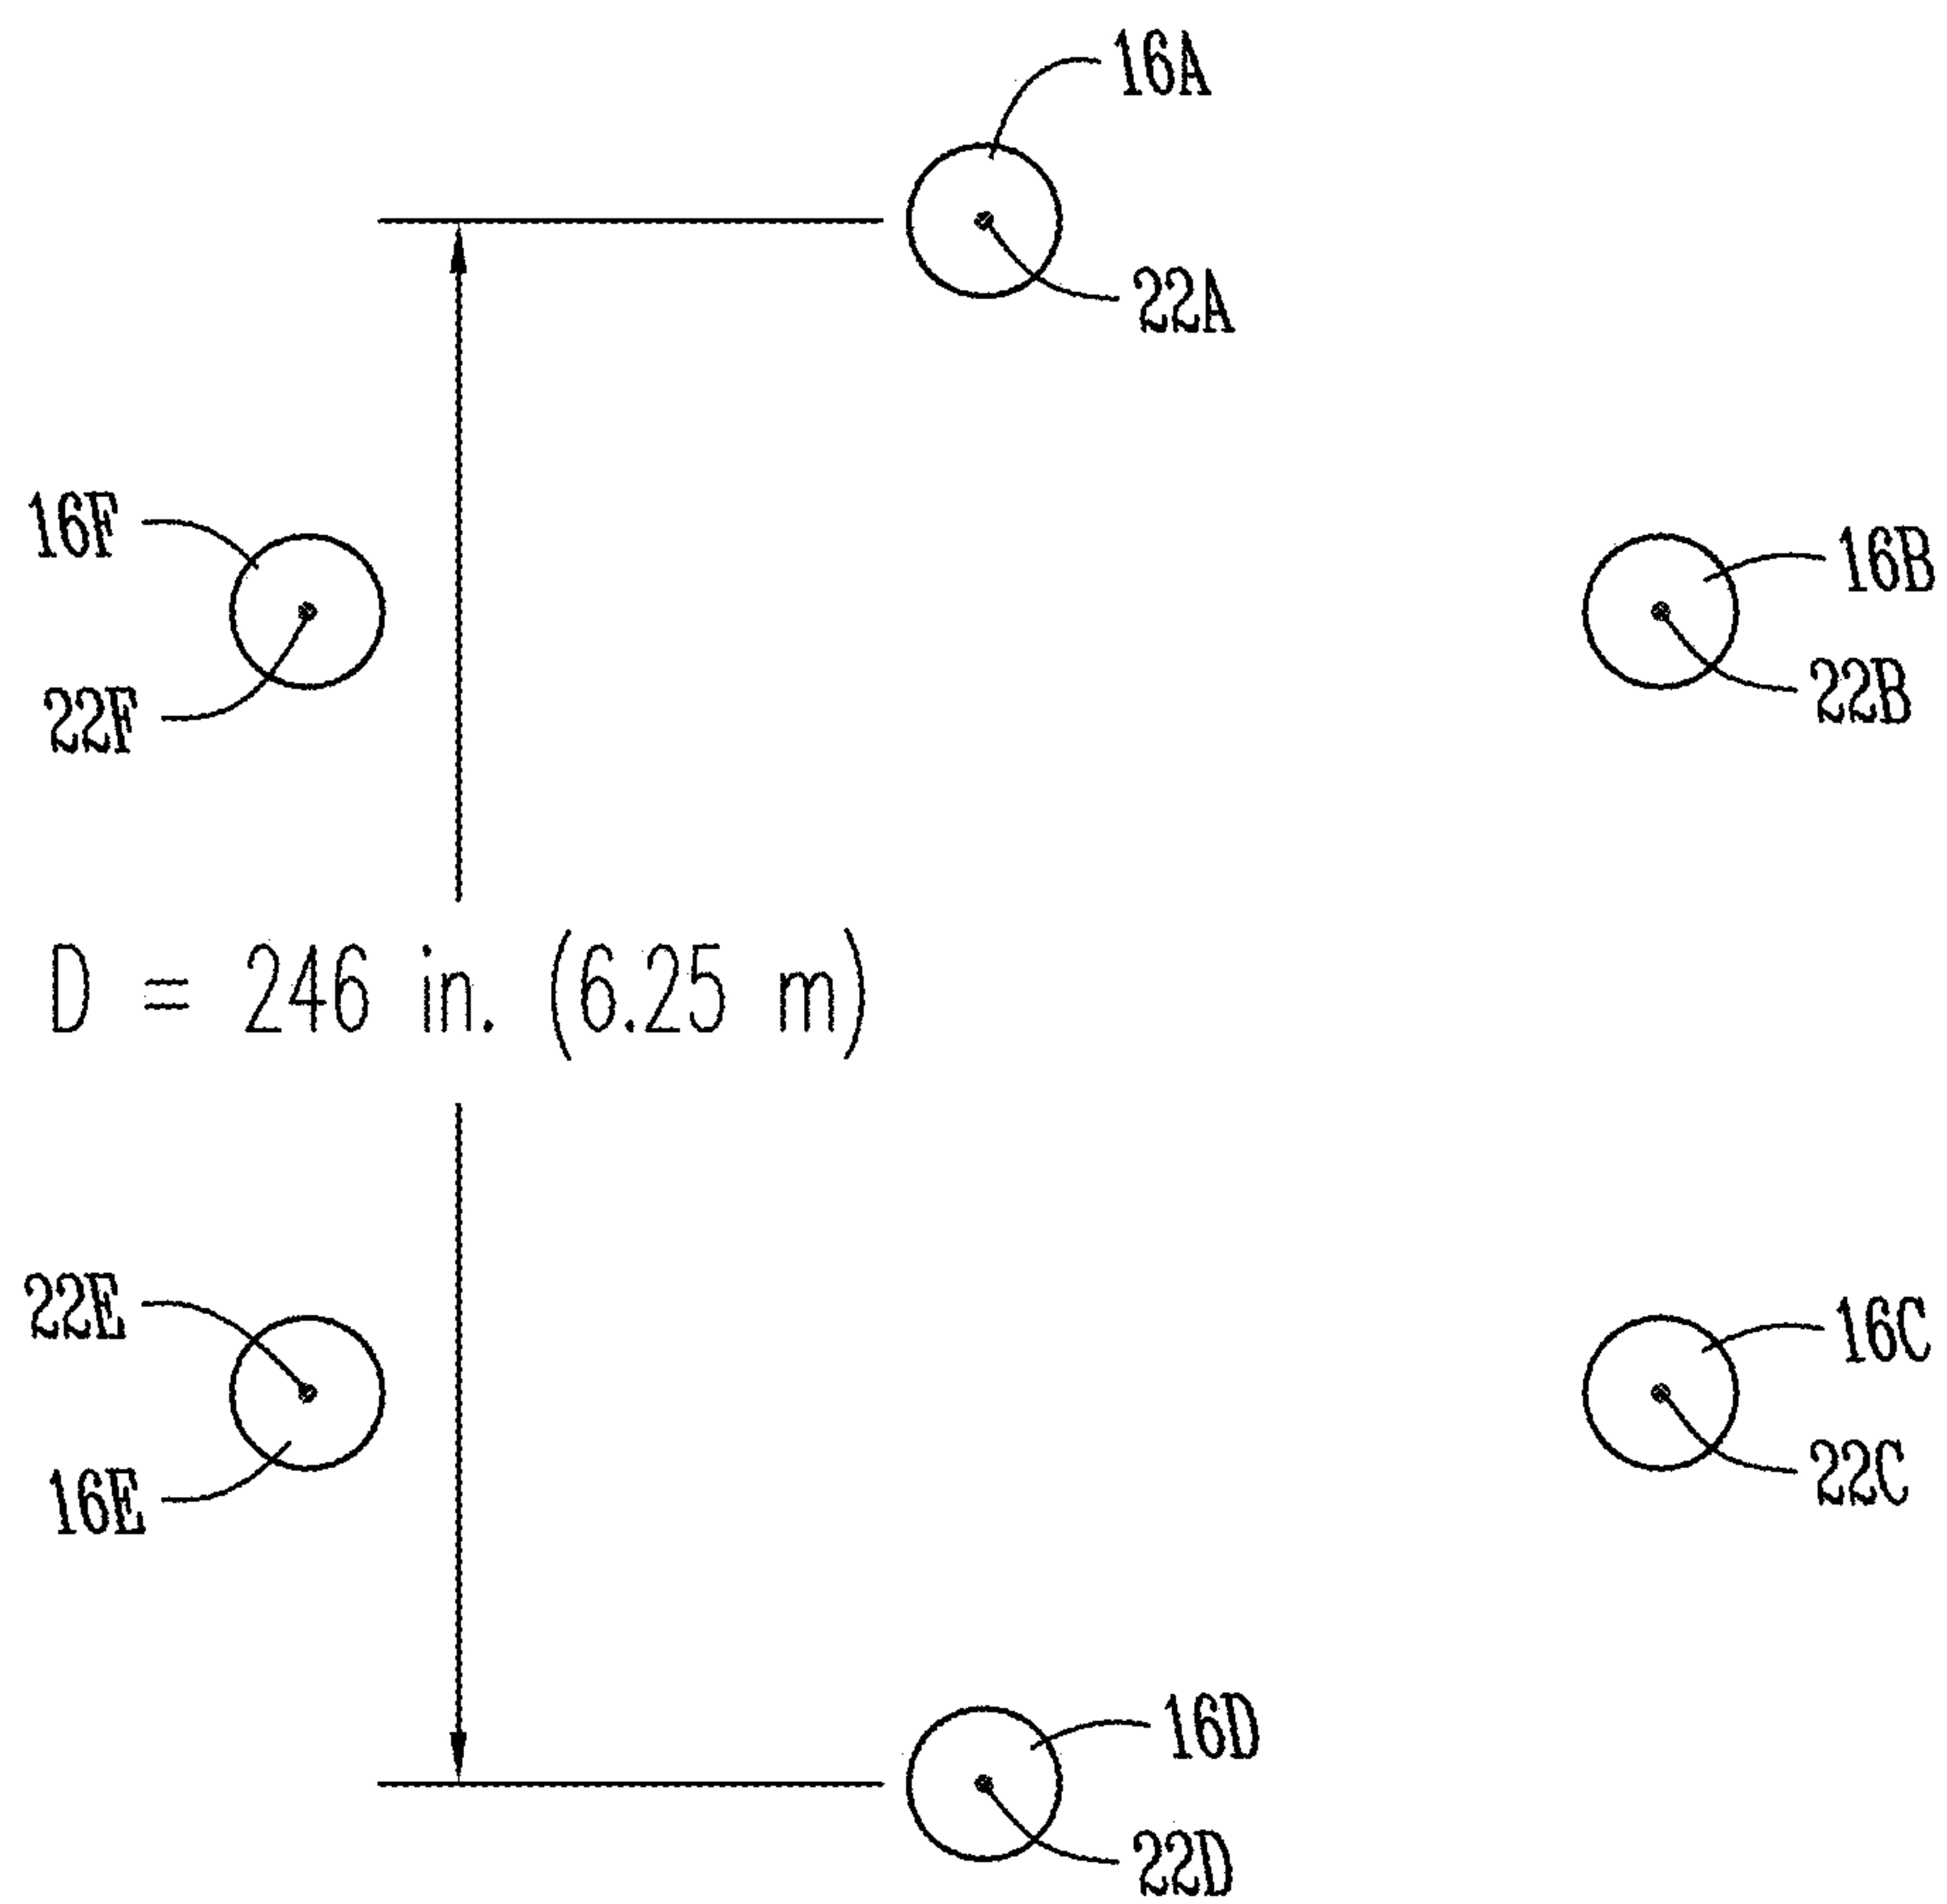 16A
22A
16F
16B
22F
22B
D = 246 in. (6.25 m)
22E
16C
16E
22C
16D
22D